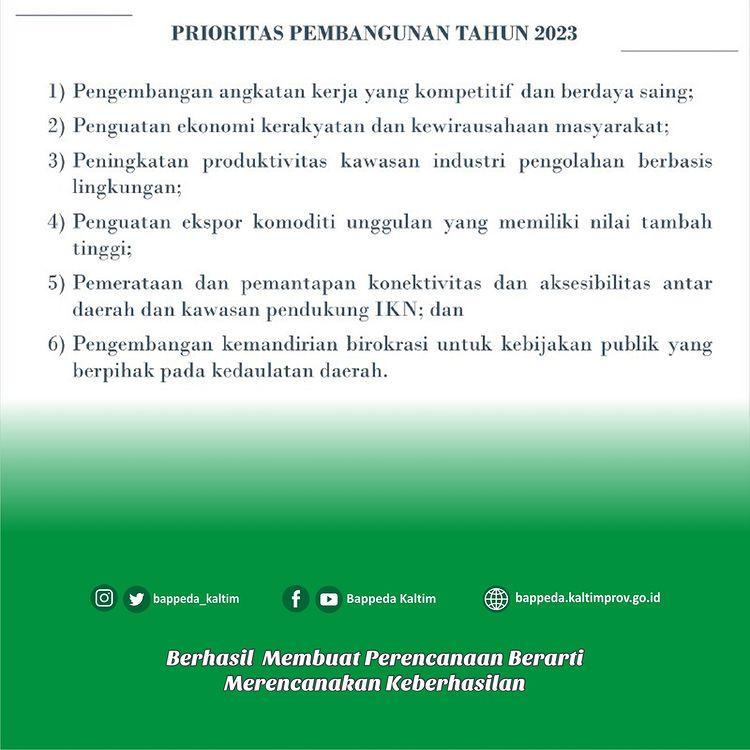 PRIORITAS PEMBANGUNAN TAHUN 2023
1) Pengembangan angkatan kerja yang kompetitif dan berdaya saing;
2) Penguatan ekonomi kerakyatan dan kewirausahaan masyarakat;
3) Peningkatan produktivitas kawasan industri pengolahan berbasis
lingkungan;
4) Penguatan ekspor komoditi unggulan yang memiliki nilai tambah
tinggi;
5) Pemerataan dan pemantapan konektivitas dan aksesibilitas antar
daerah dan kawasan pendukung IKN; dan
6) Pengembangan kemandirian birokrasi untuk kebijakan publik yang
berpihak pada kedaulatan daerah.
bappeda_kaltim Bappeda Kaltim bappeda.kaltimprov.go.id
Berhasil Membuat Perencanaan Berarti
Merencanakan Keberhasilan